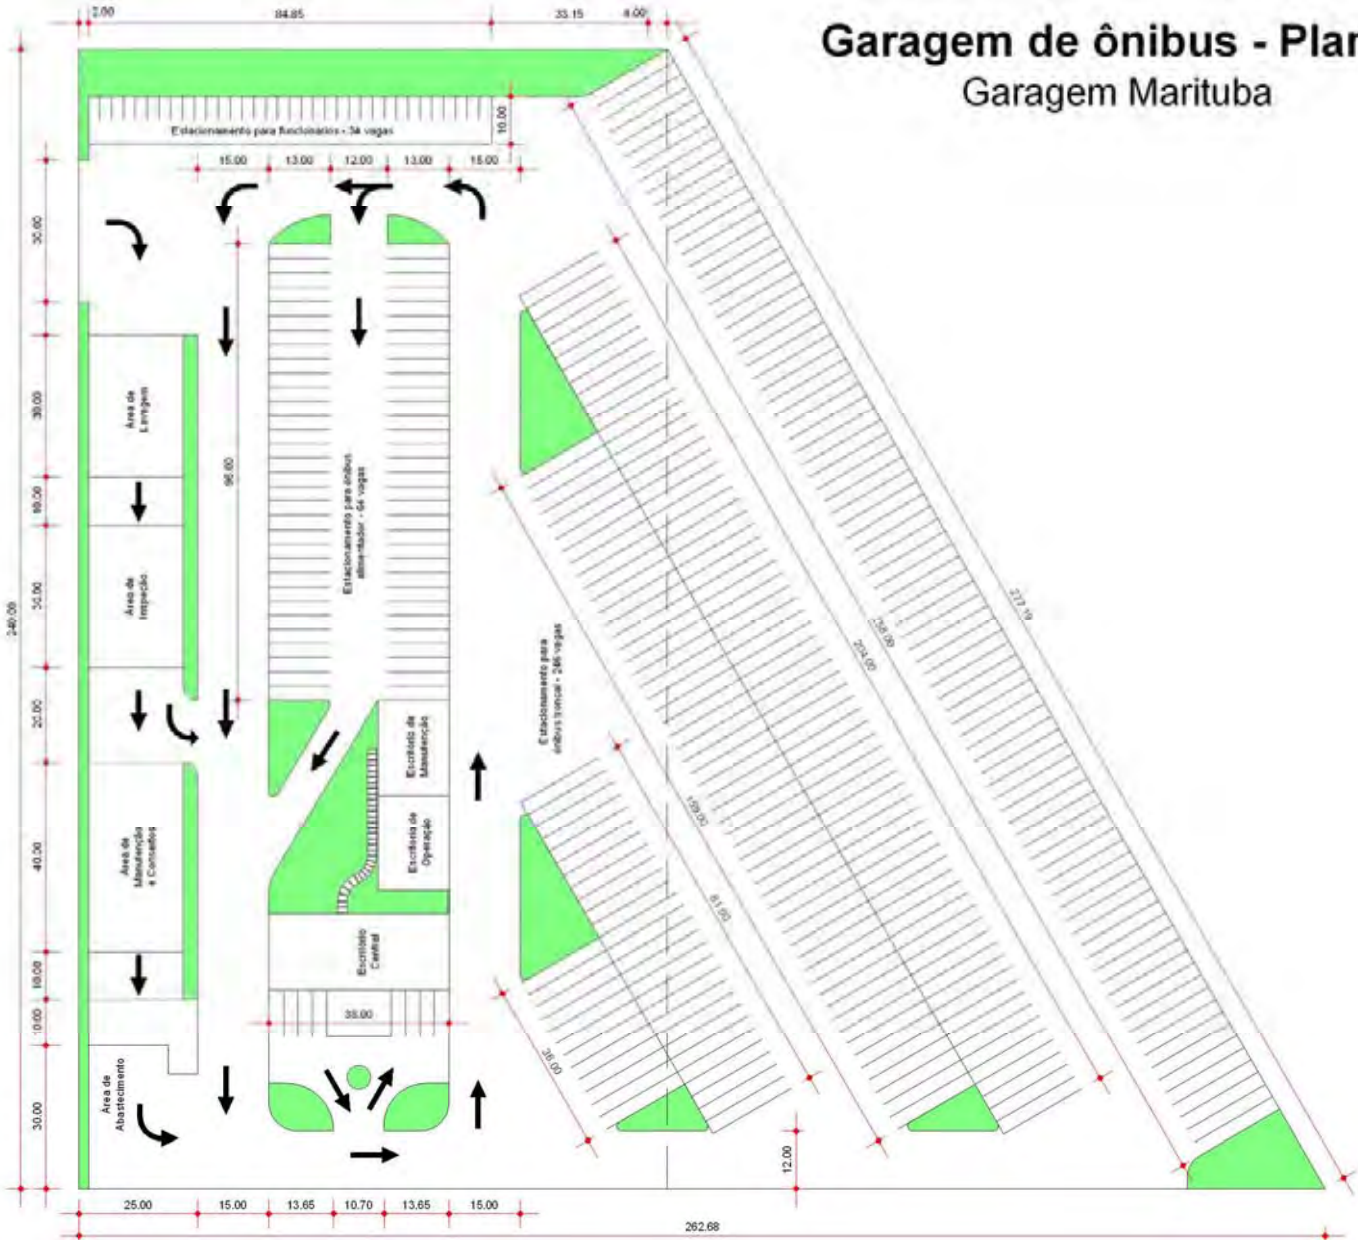 2.00
84.85
33.15
8.00
Garagem de ônibus - Plan
Garagem Marituba
Estacionamento para funcionários - 34 vagas
10.00
15.00
13.00
12.00
13.00
15.00
30.00
Área de
Lavagem
30.00
10.00
Área de
Inspeção
30.00
20.00
240.00
96.60
Estacionamento para ônibus
alimentador - 64 vagas
Estacionamento para
ônibus troncal - 246 vagas
277.19
258.00
204.00
159.00
81.00
36.00
Escritório de
Manutenção
Escritório de
Operação
Área de
Manutenção
e Consertos
40.00
10.00
10.00
Escritório
Central
38.00
Área de
Abastecimento
30.00
12.00
25.00
15.00
13.65
10.70
13.65
15.00
262.68